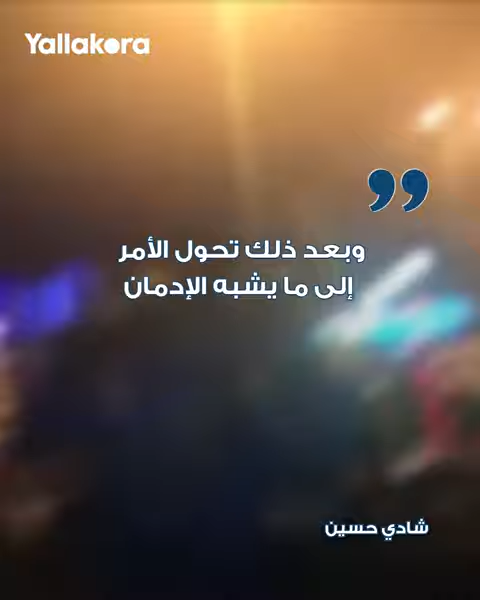 Yallakora
وبعد ذلك تحول الأمر
إلى ما يشبه الإدمان
شادي حسين